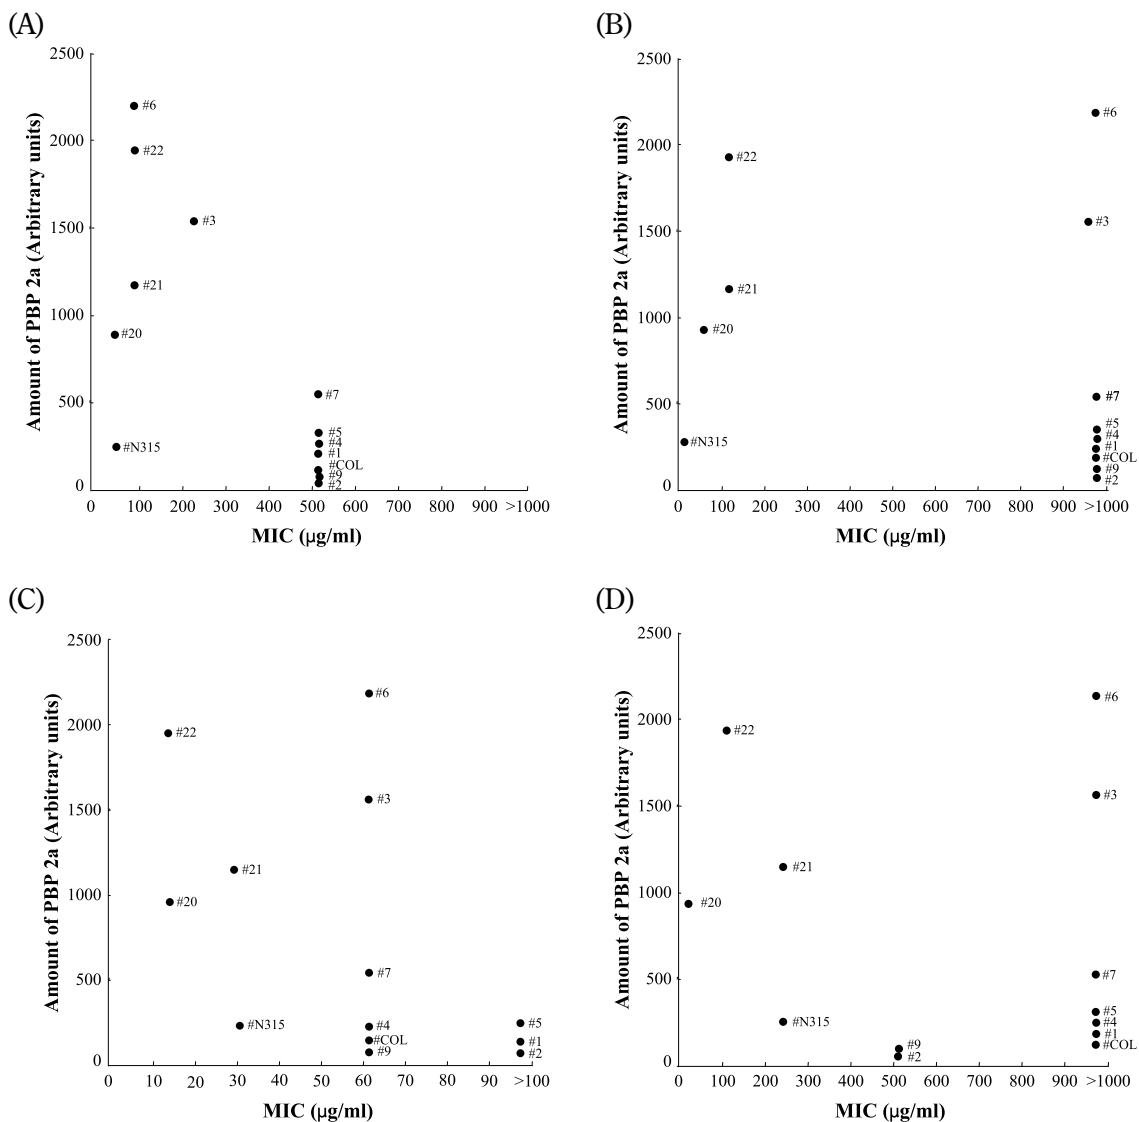 (A)
(B)
2500
2000
1500
1000
500
0
Amount of PBP 2a (Arbitrary units)
#6
#22
#3
#21
#20
#7
#N315
#5
#4
#1
#COL
#9
#2
0 100 200 300 400 500 600 700 800 900 >1000
MIC (μg/ml)
2500
2000
1500
1000
500
0
Amount of PBP 2a (Arbitrary units)
#6
#22
#3
#21
#20
#7
#N315
#5
#4
#1
#COL
#9
#2
0 100 200 300 400 500 600 700 800 900 >1000
MIC (μg/ml)
(C)
(D)
2500
2000
1500
1000
500
0
Amount of PBP 2a (Arbitrary units)
#6
#22
#3
#21
#20
#7
#N315
#4
#5
#COL
#1
#9
#2
0 10 20 30 40 50 60 70 80 90 >1000
MIC (μg/ml)
2500
2000
1500
1000
500
0
Amount of PBP 2a (Arbitrary units)
#6
#22
#3
#21
#20
#7
#N315
#5
#4
#1
#COL
#9
#2
0 100 200 300 400 500 600 700 800 900 >1000
MIC (μg/ml)